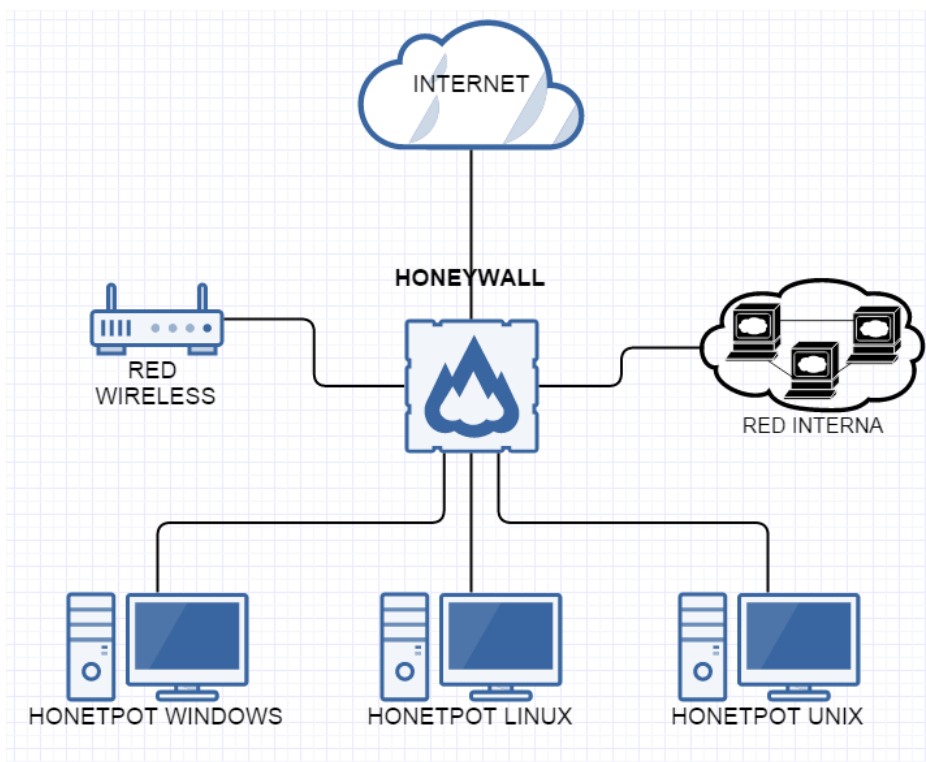 INTERNET
HONEYWALL
RED
WIRELESS
RED INTERNA
HONETPOT WINDOWS
HONETPOT LINUX
HONETPOT UNIX